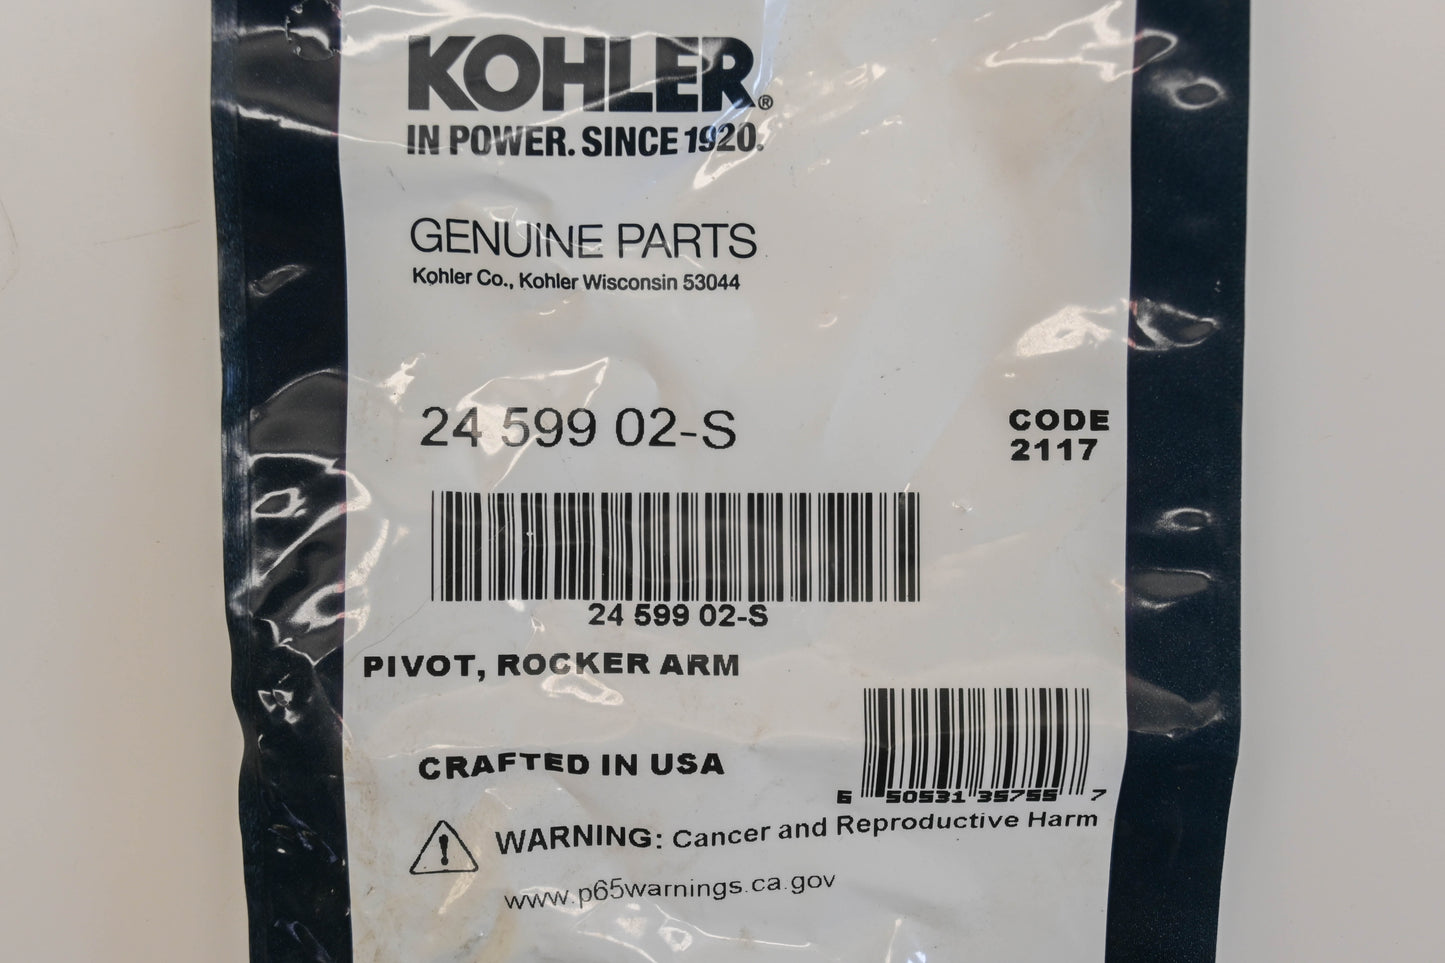 KOHLER®
IN POWER. SINCE 1920.
GENUINE PARTS
Kohler Co., Kohler Wisconsin 53044
24 599 02-S
CODE
2117
24 599 02-S
PIVOT, ROCKER ARM
CRAFTED IN USA
6 50531 35755 7
WARNING: Cancer and Reproductive Harm
www.p65warnings.ca.gov